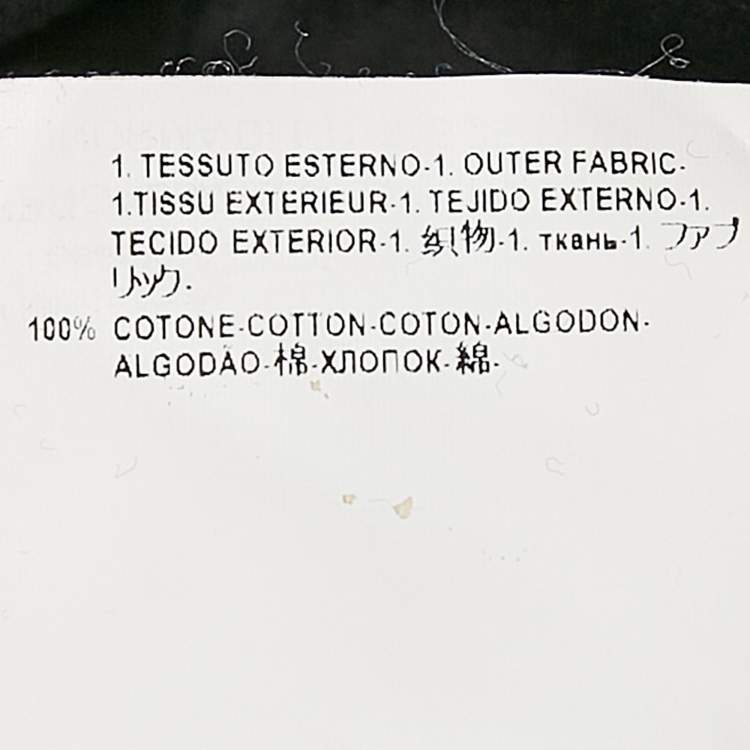 1. TESSUTO ESTERNO-1. OUTER FABRIC-
1.TISSU EXTERIEUR-1. TEJIDO EXTERNO-1.
TECIDO EXTERIOR-1. 织物-1. ткань-1. ファブ
リック.
100% COTONE-COTTON-COTON-ALGODON-
ALGODÃO-棉-ХЛОПОК-綿-